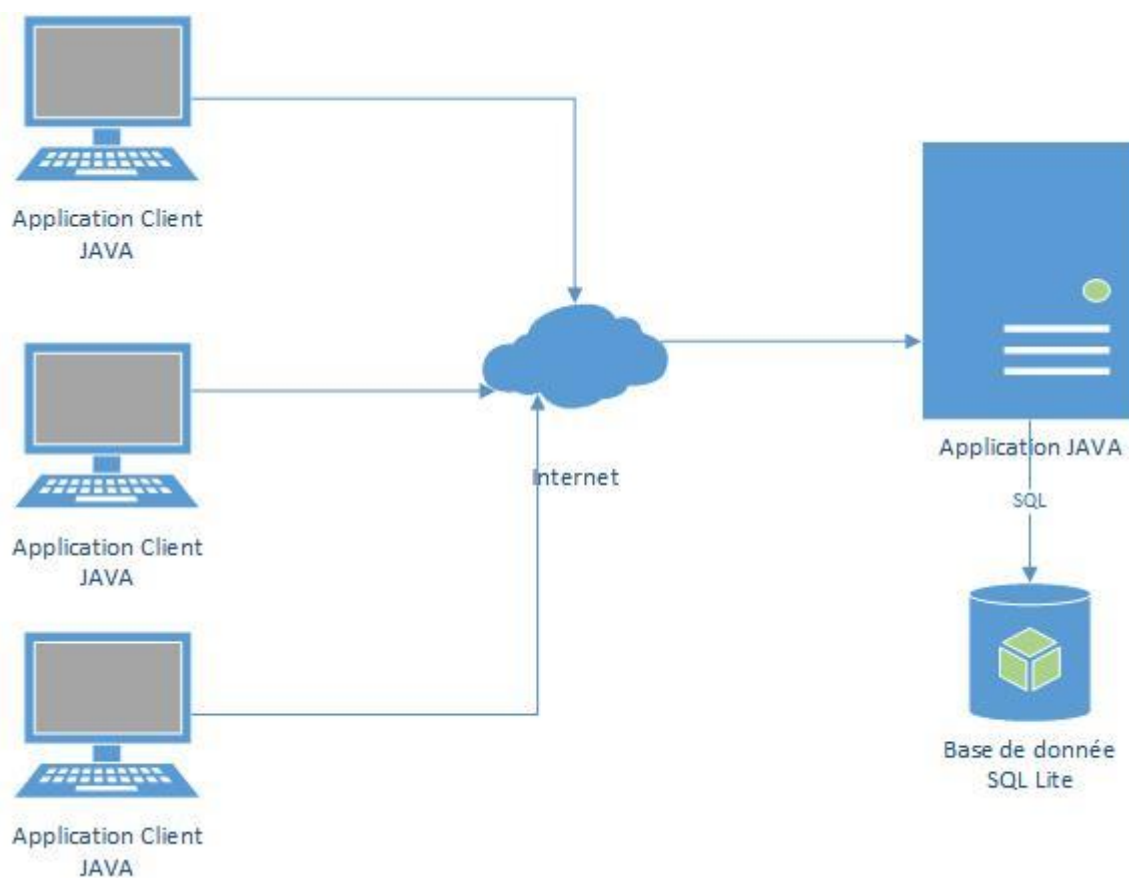 Application Client
JAVA
Application Client
JAVA
Application Client
JAVA
Internet
Application JAVA
SQL
Base de donnée
SQL Lite